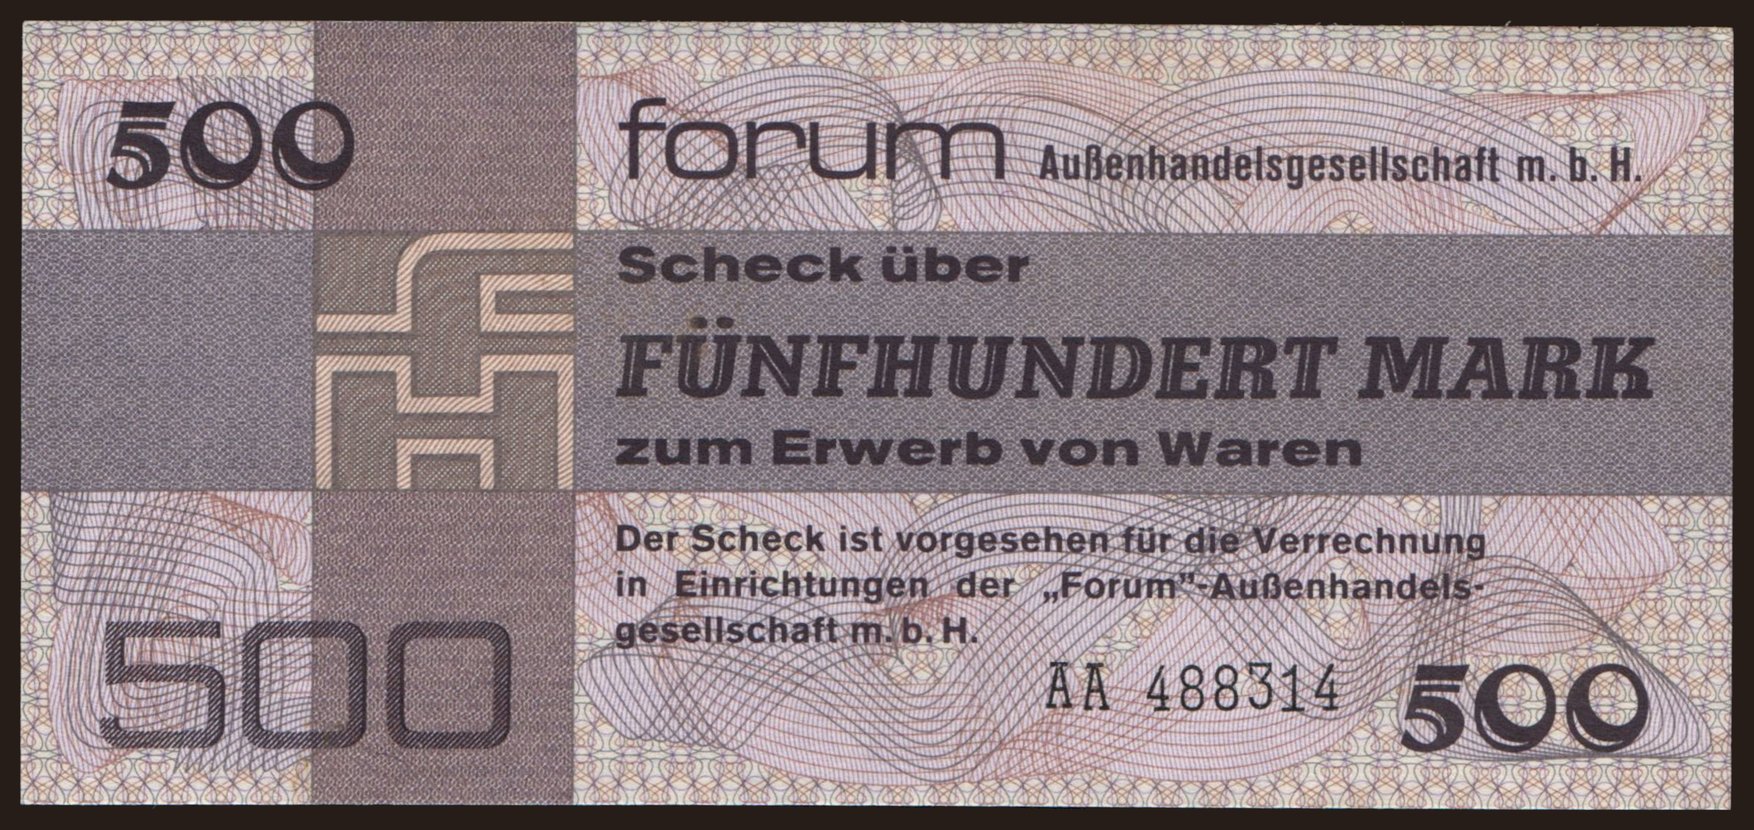 500
forum Außenhandelsgesellschaft m. b. H.
Scheck über
FÜNFHUNDERT MARK
zum Erwerb von Waren
Der Scheck ist vorgesehen für die Verrechnung
in Einrichtungen der „Forum”-Außenhandels-
gesellschaft m. b. H.
500
AA 488314
500